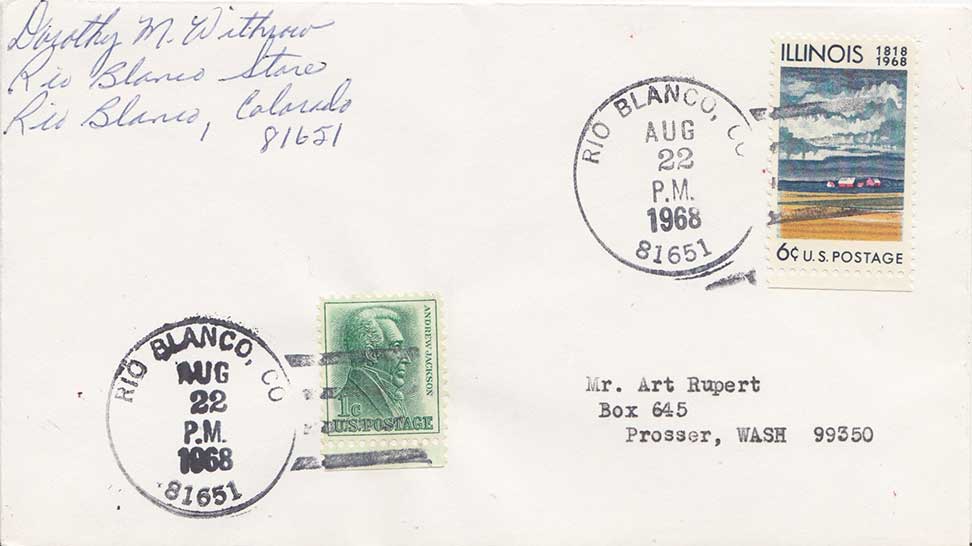 Dorothy M. Withrow
Rio Blanco Store
Rio Blanco, Colorado
81651
RIO BLANCO, CO
AUG
22
P.M.
1968
81651
ILLINOIS 1818
1968
6¢ U.S. POSTAGE
RIO BLANCO, CO
AUG
22
P.M.
1968
81651
ANDREW JACKSON
1¢
U.S. POSTAGE
Mr. Art Rupert
Box 645
Prosser, WASH 99350